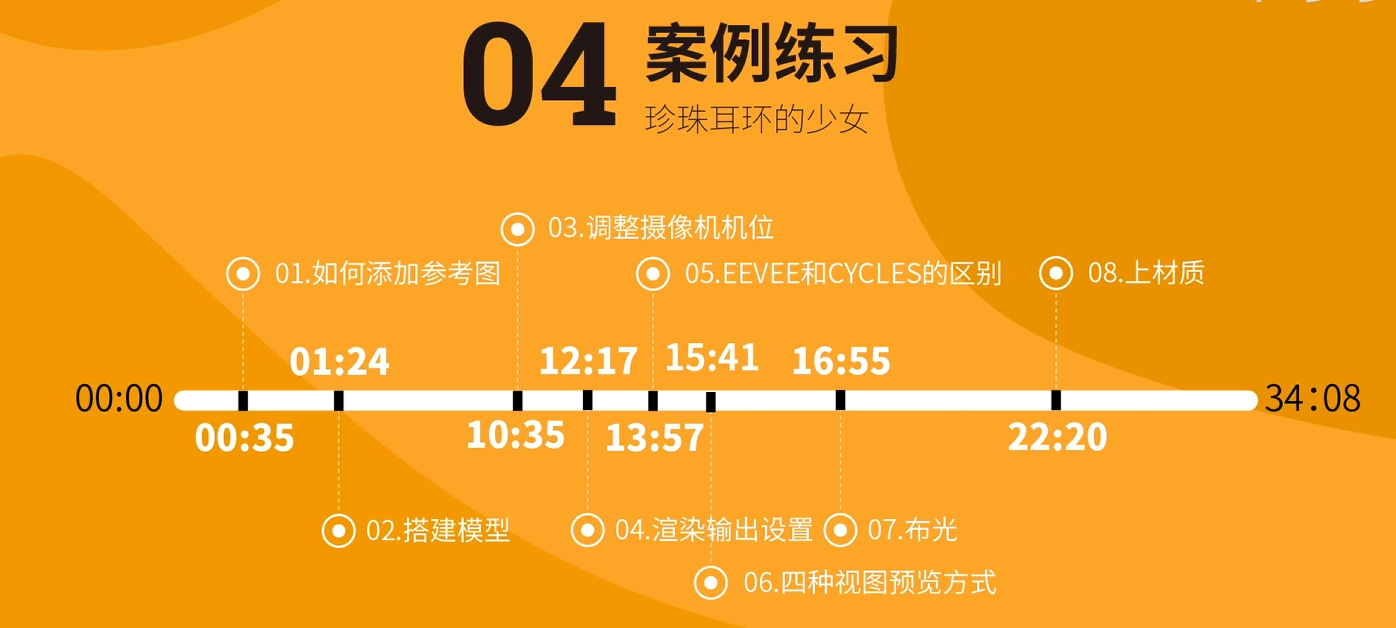 04
案例练习
珍珠耳环的少女
03.调整摄像机机位
01.如何添加参考图
05.EEVEE和CYCLES的区别
08.上材质
01:24
12:17
15:41
16:55
00:00
34:08
00:35
10:35
13:57
22:20
02.搭建模型
04.渲染输出设置
07.布光
06.四种视图预览方式